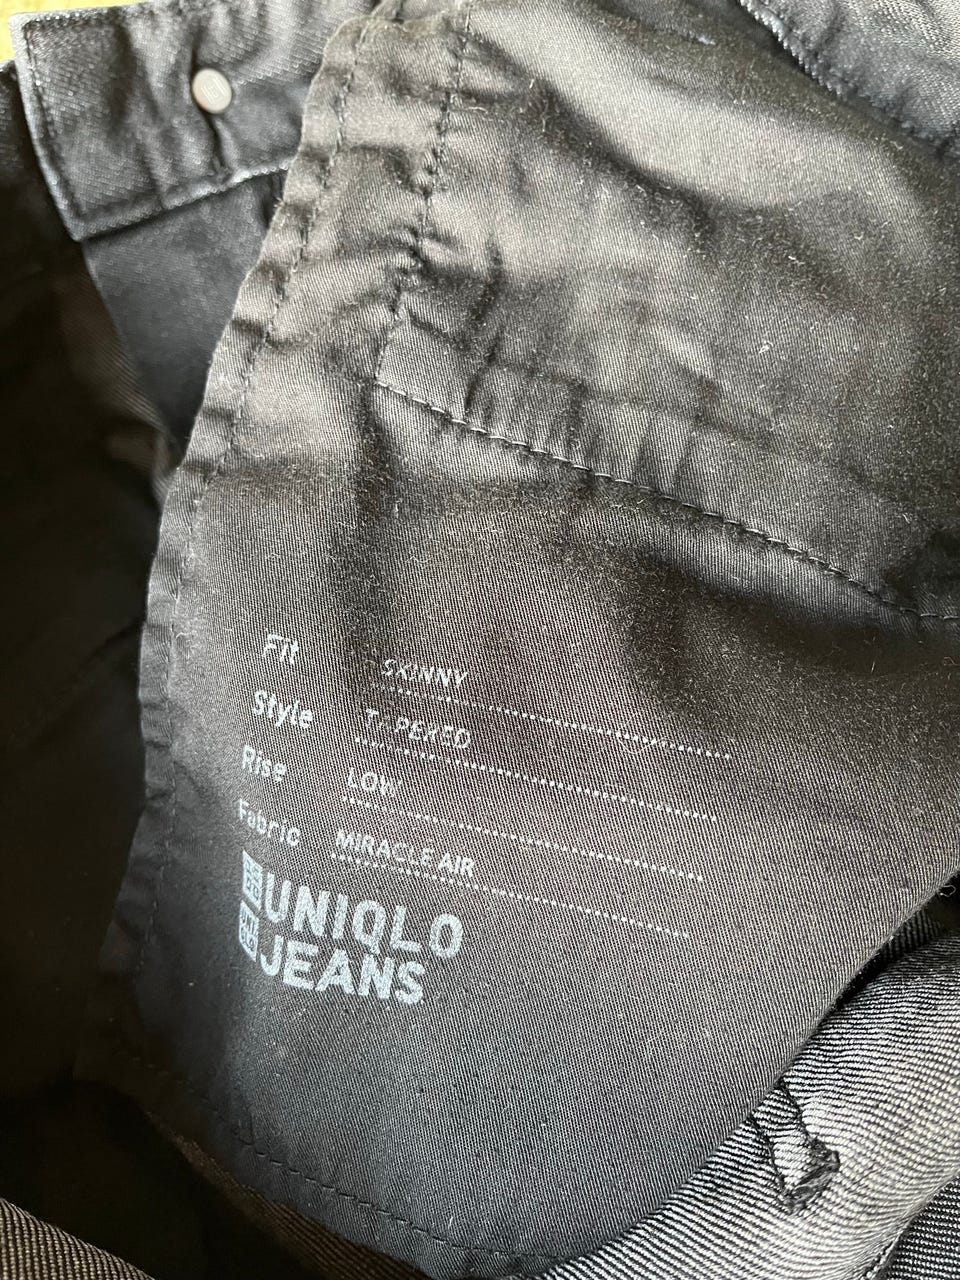 Fit SKINNY
Style TAPERED
Rise LOW
Fabric MIRACLE AIR
UNIQLO
JEANS